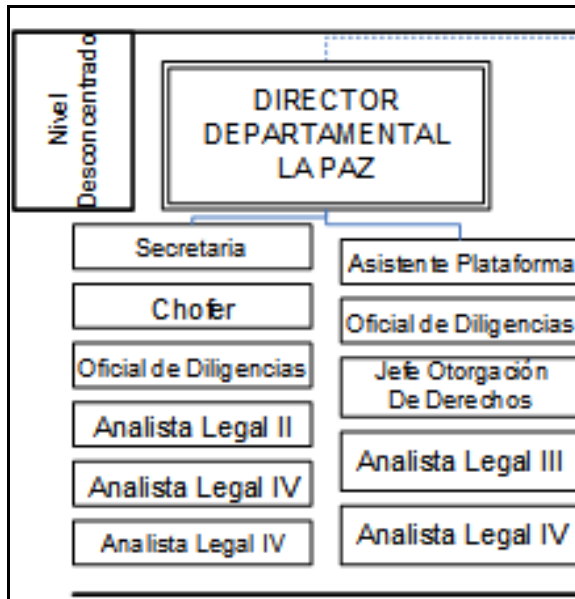 Nivel
Desconcentrado
DIRECTOR
DEPARTAMENTAL
LA PAZ
Secretaria
Chofer
Oficial de Diligencias
Analista Legal II
Analista Legal IV
Analista Legal IV
Asistente Plataforma
Oficial de Diligencias
Jefe Otorgación
De Derechos
Analista Legal III
Analista Legal IV